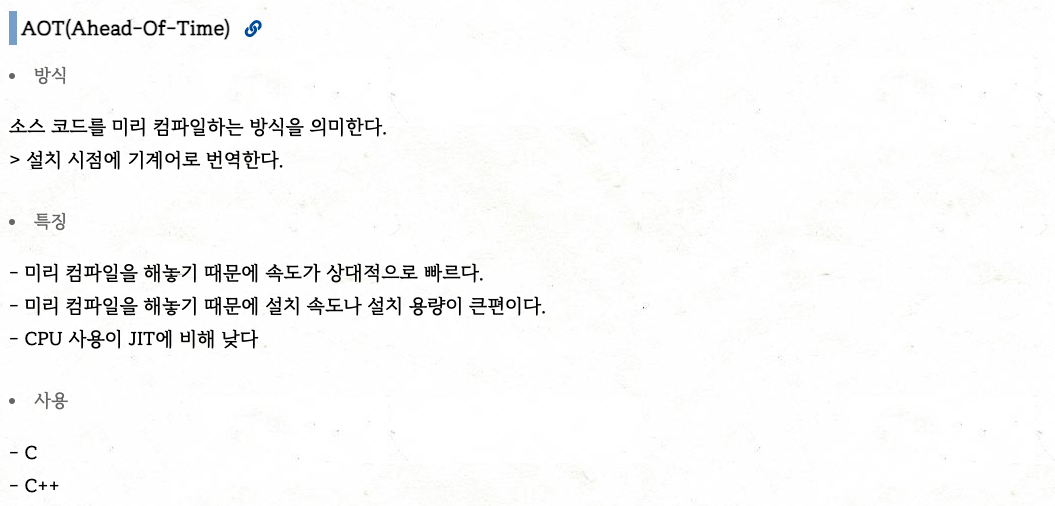 AOT(Ahead-Of-Time)
• 방식
소스 코드를 미리 컴파일하는 방식을 의미한다.
> 설치 시점에 기계어로 번역한다.
• 특징
- 미리 컴파일을 해놓기 때문에 속도가 상대적으로 빠르다.
- 미리 컴파일을 해놓기 때문에 설치 속도나 설치 용량이 큰편이다.
- CPU 사용이 JIT에 비해 낮다
• 사용
- C
- C++